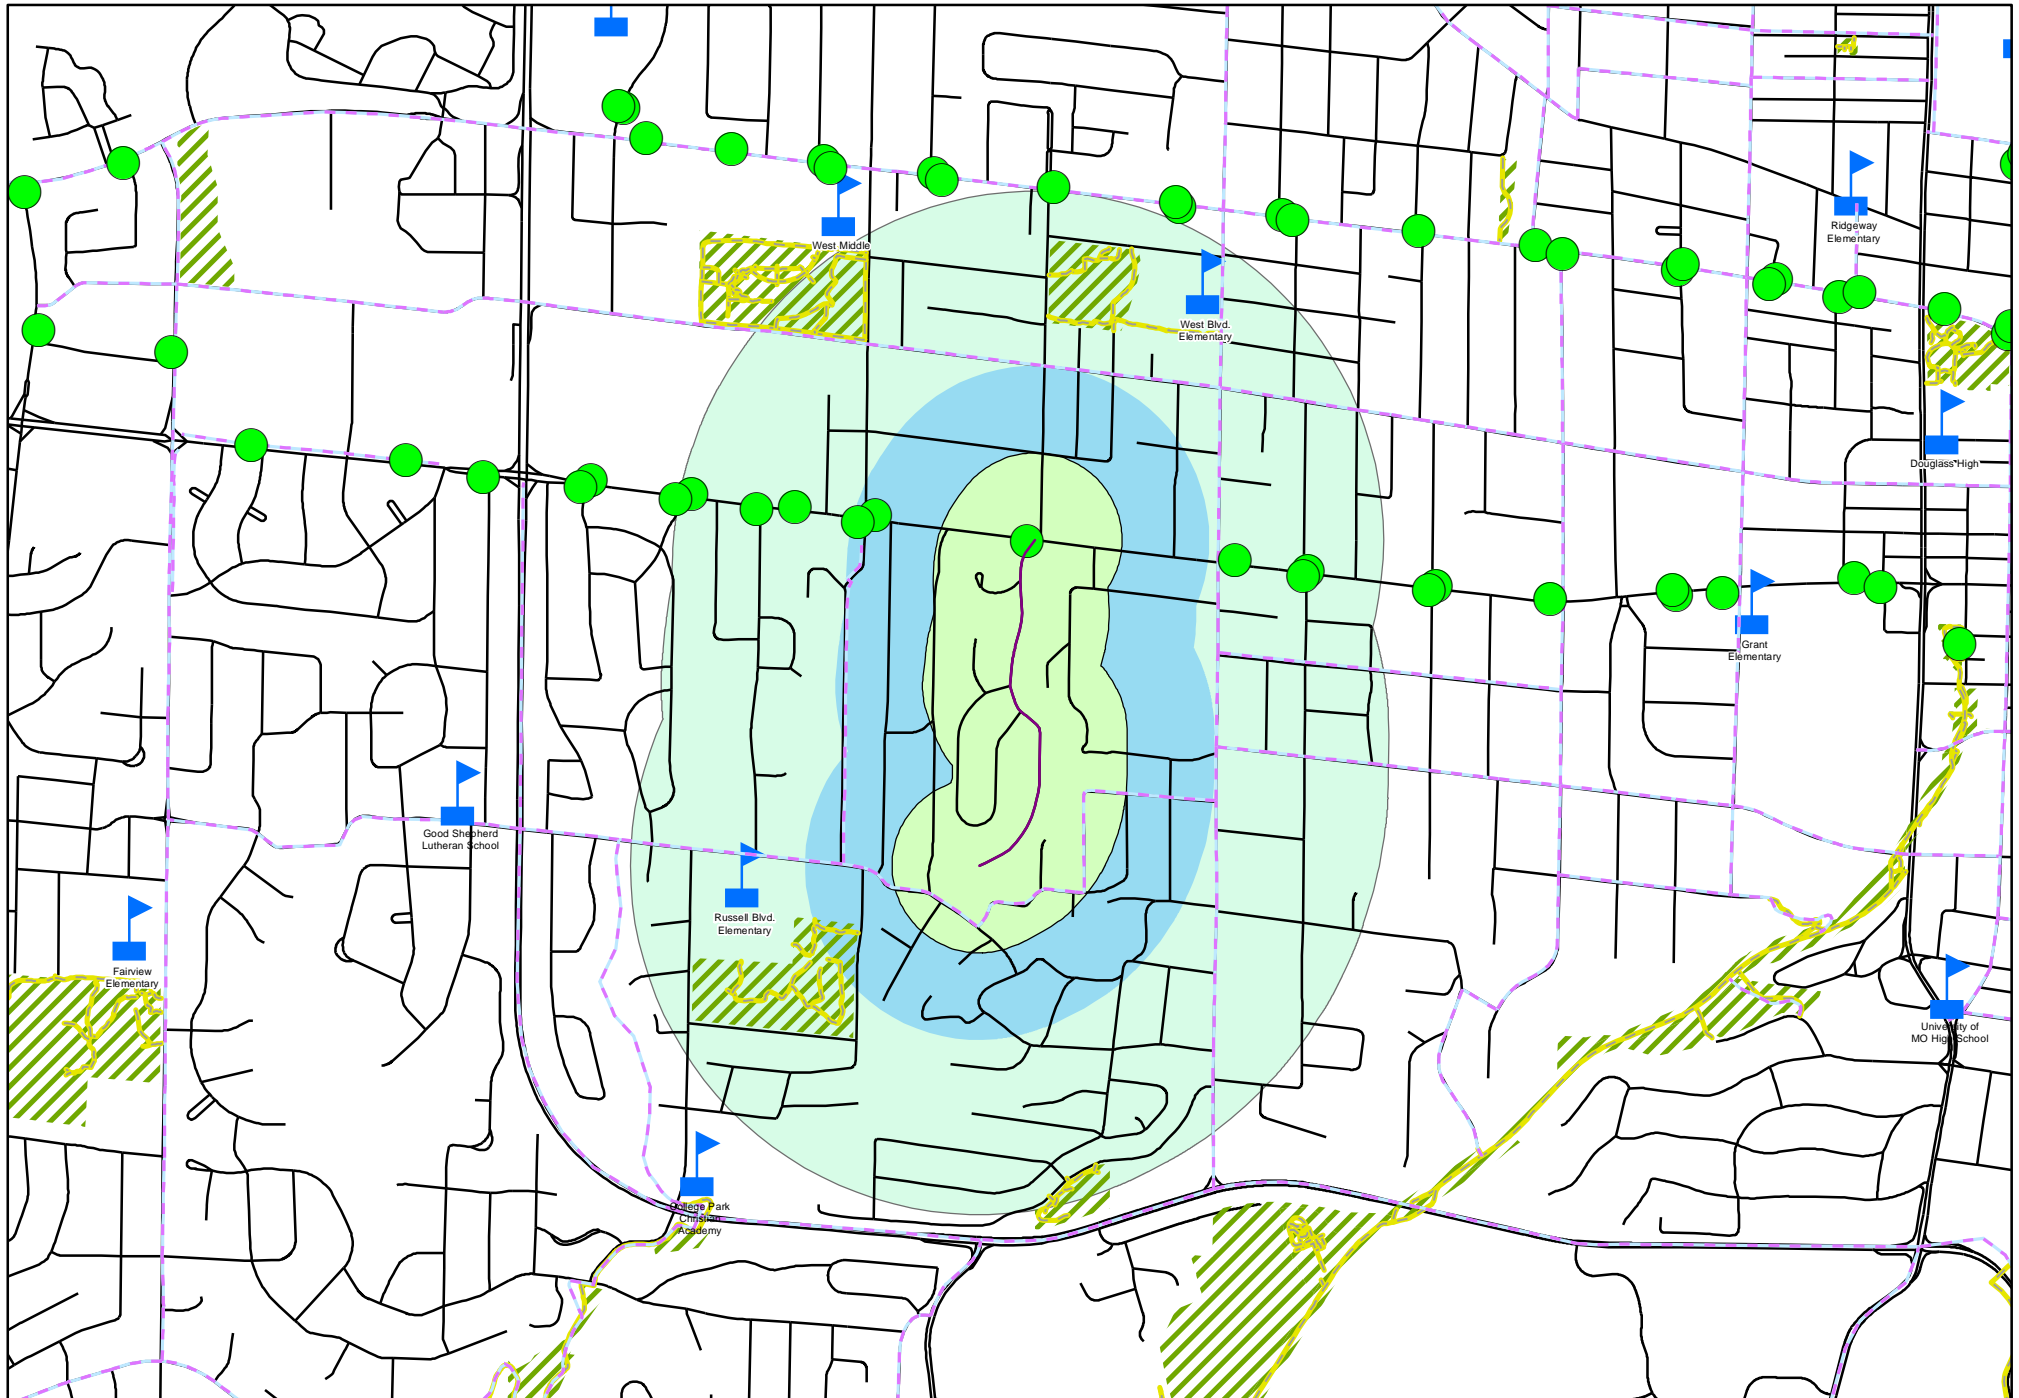 West Middle
Ridgeway
Elementary
West Blvd.
Elementary
Douglass High
Grant
Elementary
Good Shepherd
Lutheran School
Russell Blvd.
Elementary
Fairview
Elementary
University of
MO High School
College Park
Christian
Academy